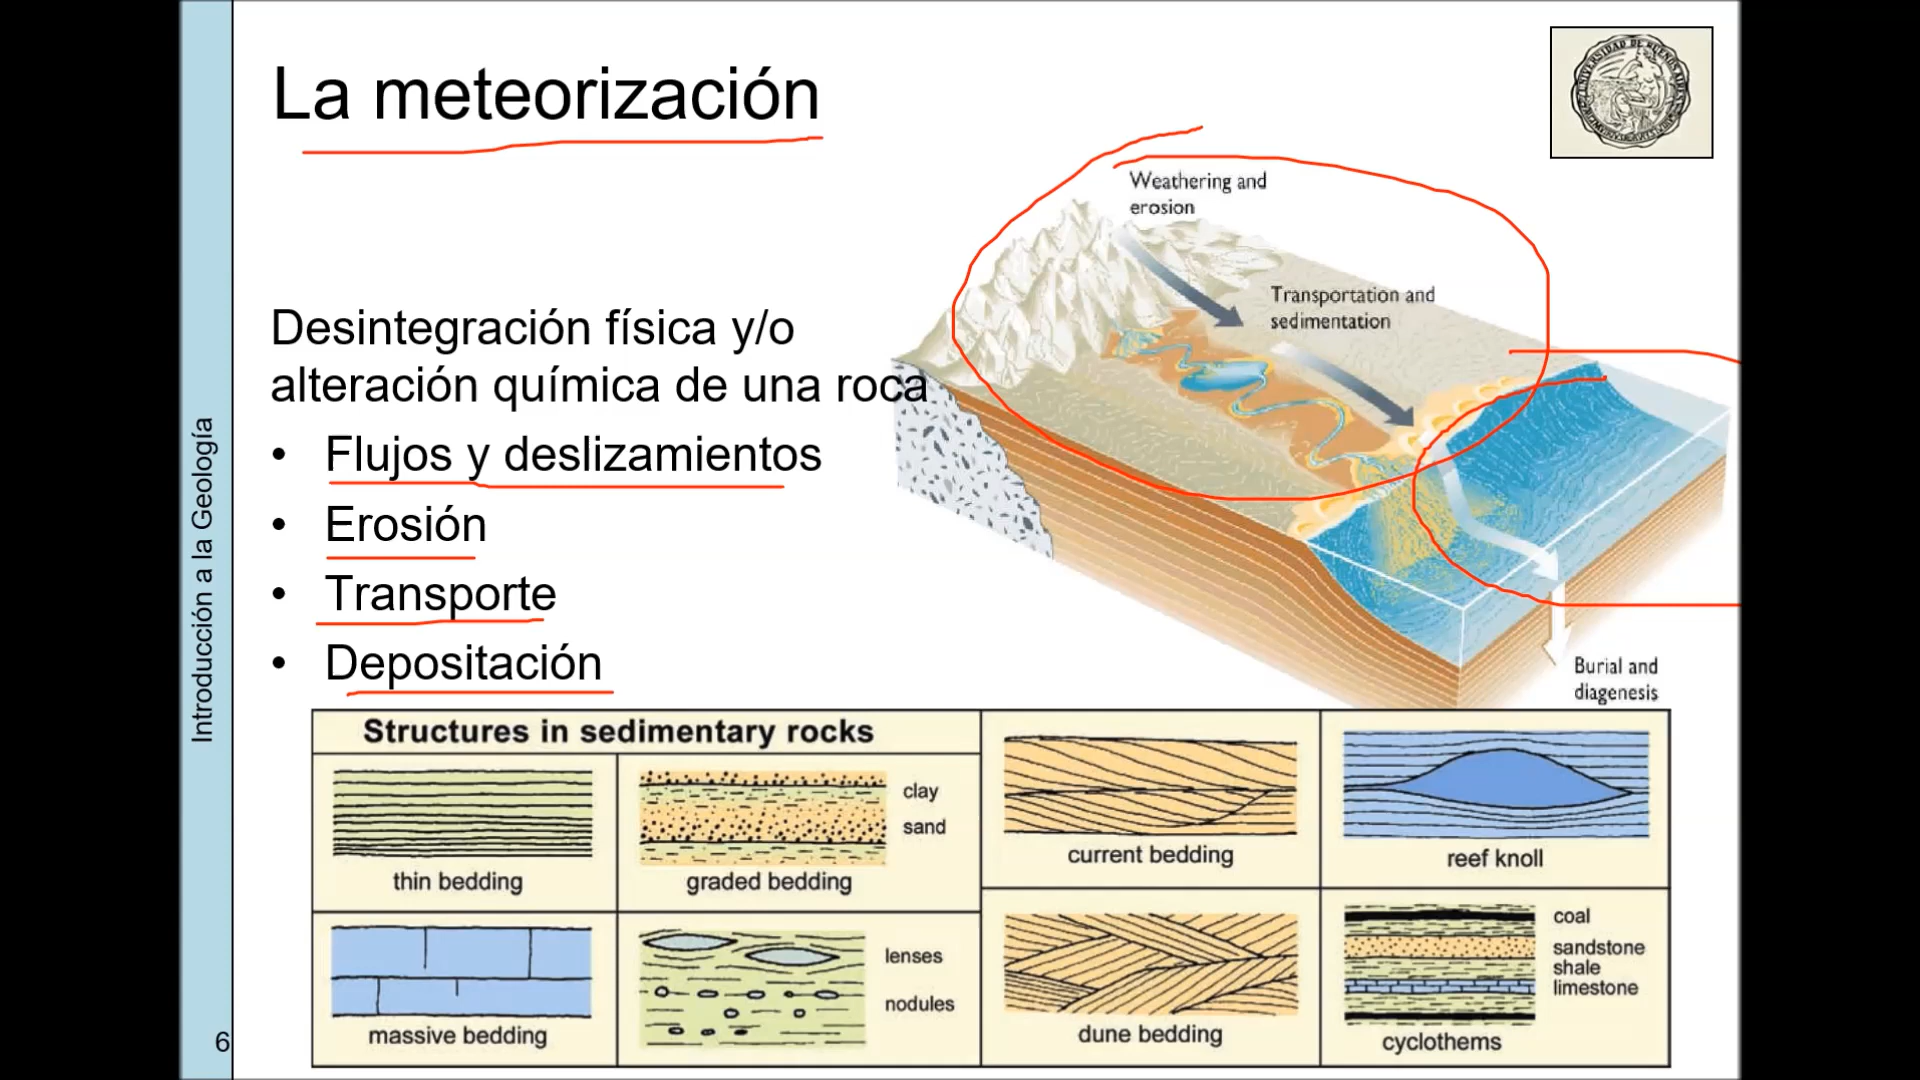 La meteorización
Weathering and
erosion
Transportation and
sedimentation
Desintegración física y/o
alteración química de una roca
• Flujos y deslizamientos
• Erosión
• Transporte
• Depositación
Burial and
diagenesis
Introducción a la Geología
6
Structures in sedimentary rocks
thin bedding
clay
sand
graded bedding
current bedding
reef knoll
massive bedding
lenses
nodules
dune bedding
coal
sandstone
shale
limestone
cyclothems